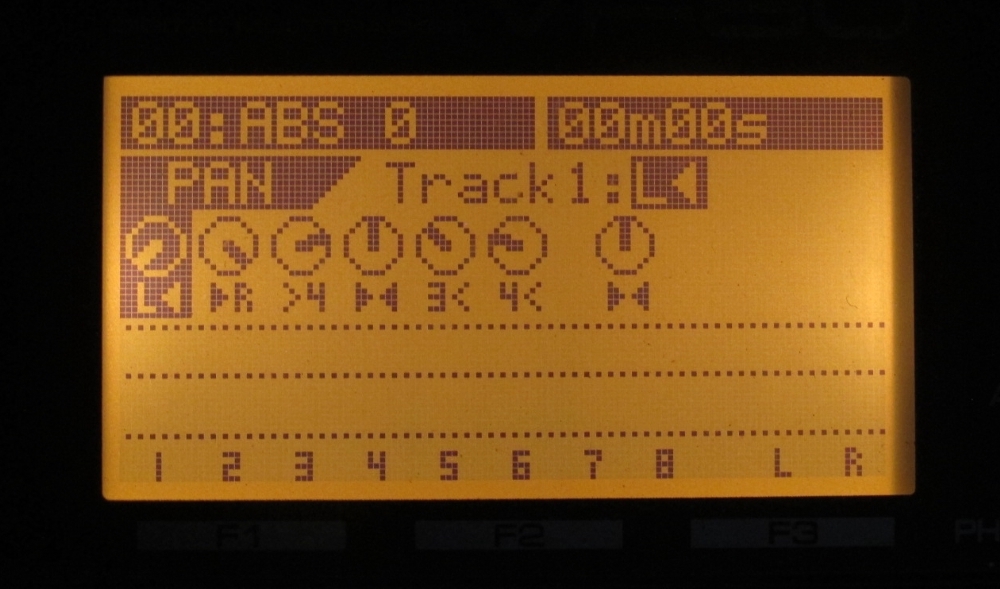 00:ABS 0 00m00s
PAN Track1:L◀
L◀ ▶R >4 ▶◀ 3< 4< ▶◀
1 2 3 4 5 6 7 8 L R
F1 F2 F3 PH